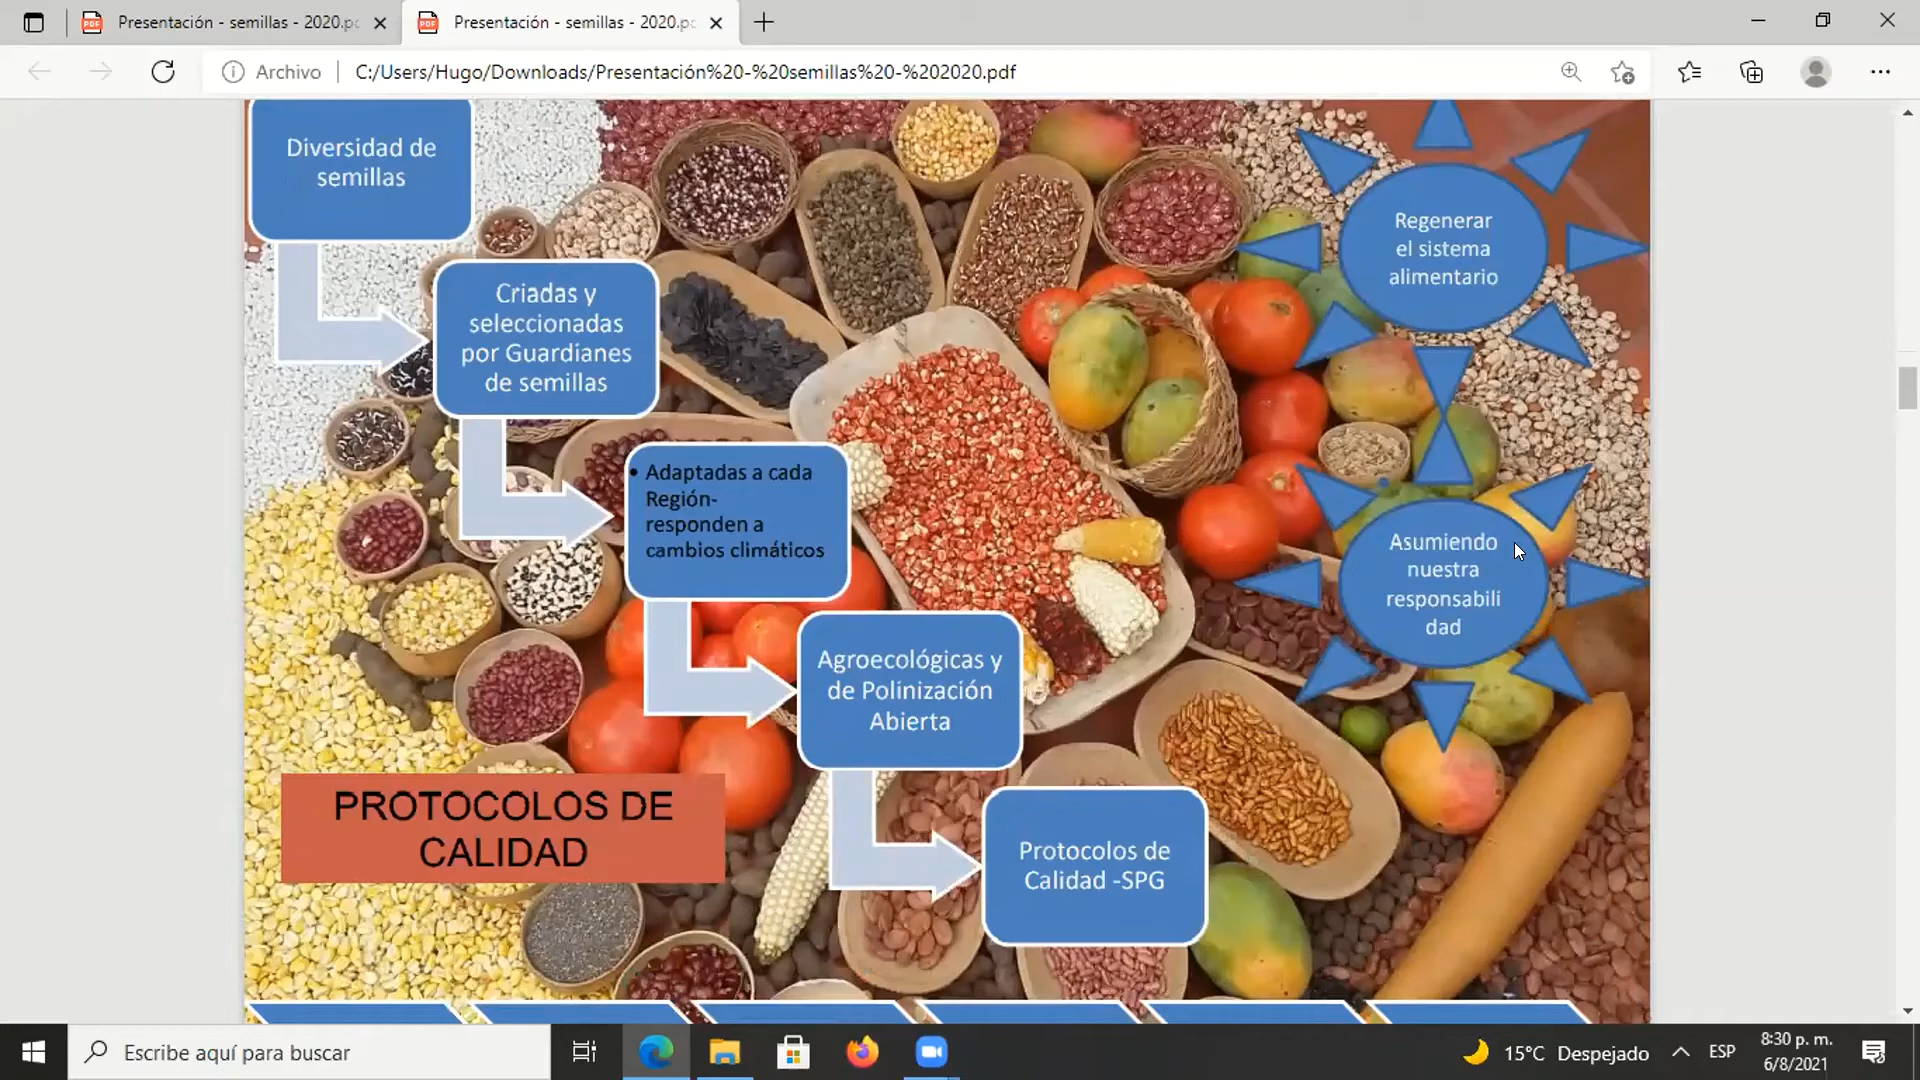 Presentación - semillas - 2020.pd
Presentación - semillas - 2020.pd
Archivo
C:/Users/Hugo/Downloads/Presentación%20-%20semillas%20-%202020.pdf
Diversidad de
semillas
Criadas y
seleccionadas
por Guardianes
de semillas
• Adaptadas a cada
Región-
responden a
cambios climáticos
Agroecológicas y
de Polinización
Abierta
Protocolos de
Calidad -SPG
PROTOCOLOS DE
CALIDAD
Regenerar
el sistema
alimentario
Asumiendo
nuestra
responsabili
dad
Escribe aquí para buscar
15°C Despejado
ESP
8:30 p. m.
6/8/2021